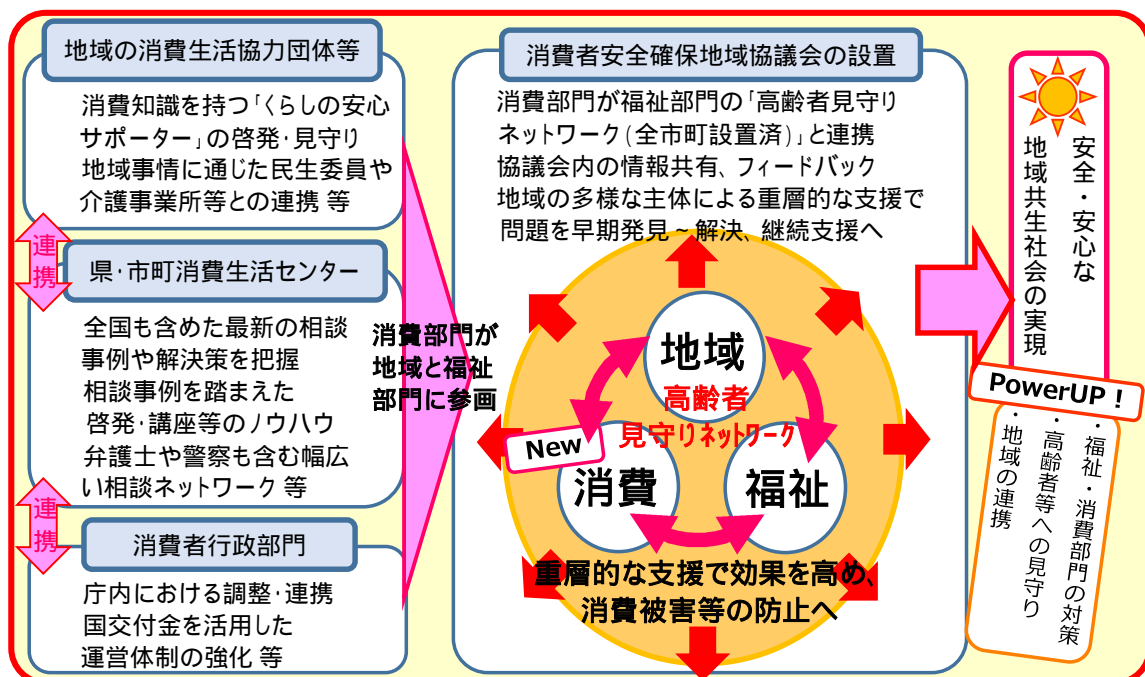 地域の消費生活協力団体等
消費知識を持つ「くらしの安心
サポーター」の啓発・見守り
地域事情に通じた民生委員や
介護事業所等との連携 等
連携
県・市町消費生活センター
全国も含めた最新の相談
事例や解決策を把握
相談事例を踏まえた
啓発・講座等のノウハウ
弁護士や警察も含む幅広
い相談ネットワーク 等
連携
消費者行政部門
庁内における調整・連携
国交付金を活用した
運営体制の強化 等
消費部門が
地域と福祉
部門に参画
消費者安全確保地域協議会の設置
消費部門が福祉部門の「高齢者見守り
ネットワーク(全市町設置済)」と連携
協議会内の情報共有、フィードバック
地域の多様な主体による重層的な支援で
問題を早期発見~解決、継続支援へ
地域
高齢者
見守りネットワーク
New
消費
福祉
重層的な支援で効果を高め、
消費被害等の防止へ
安全・安心な
地域共生社会の実現
PowerUP!
・福祉・消費部門の対策
・高齢者等への見守り
・地域の連携